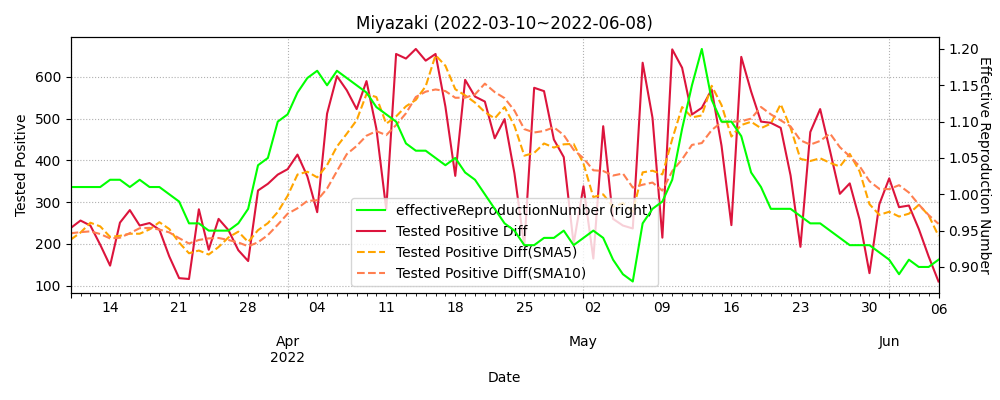 Miyazaki (2022-03-10~2022-06-08)
Tested Positive
600
500
400
300
200
100
1.20
1.15
1.10
1.05
1.00
0.95
0.90
Effective Reproduction Number
effectiveReproductionNumber (right)
Tested Positive Diff
Tested Positive Diff(SMA5)
Tested Positive Diff(SMA10)
14 21 28 04 11 18 25 02 09 16 23 30 06
Apr May Jun
2022
Date